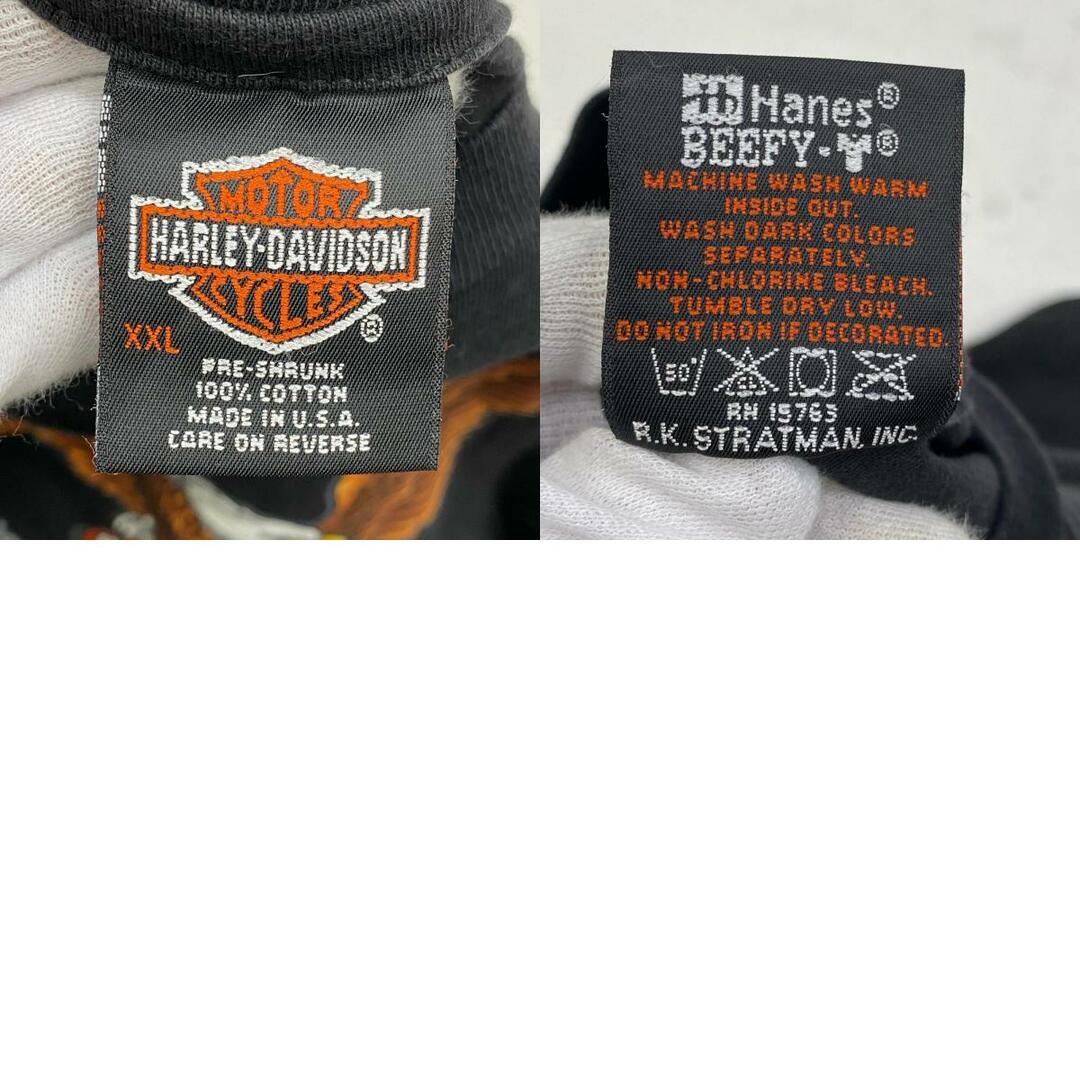 MOTOR
HARLEY-DAVIDSON
CYCLES
®
XXL
PRE-SHRUNK
100% COTTON
MADE IN U.S.A.
CARE ON REVERSE
Hanes®
BEEFY-T®
MACHINE WASH WARM
INSIDE OUT.
WASH DARK COLORS
SEPARATELY.
NON-CHLORINE BLEACH.
TUMBLE DRY LOW.
DO NOT IRON IF DECORATED.
50°
CL
RN 15763
R.K. STRATMAN, INC.